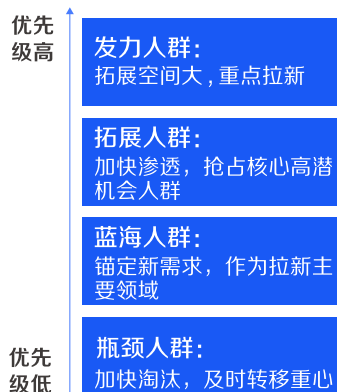 优先
级高
发力人群：
拓展空间大，重点拉新
拓展人群：
加快渗透，抢占核心高潜
机会人群
蓝海人群：
锚定新需求，作为拉新主
要领域
瓶颈人群：
加快淘汰，及时转移重心
优先
级低